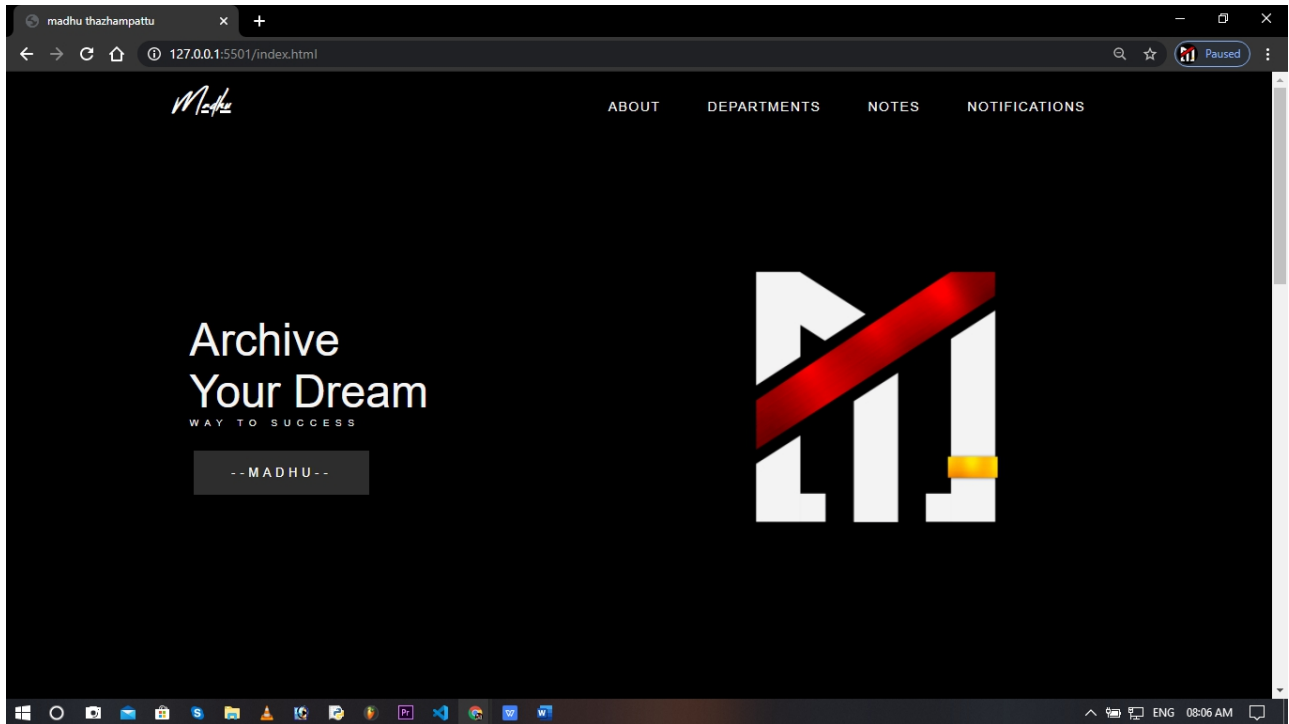 madhu thazhampattu
127.0.0.1:5501/index.html
Paused
Madhu
ABOUT DEPARTMENTS NOTES NOTIFICATIONS
Archive
Your Dream
WAY TO SUCCESS
--MADHU--
ENG 08:06 AM